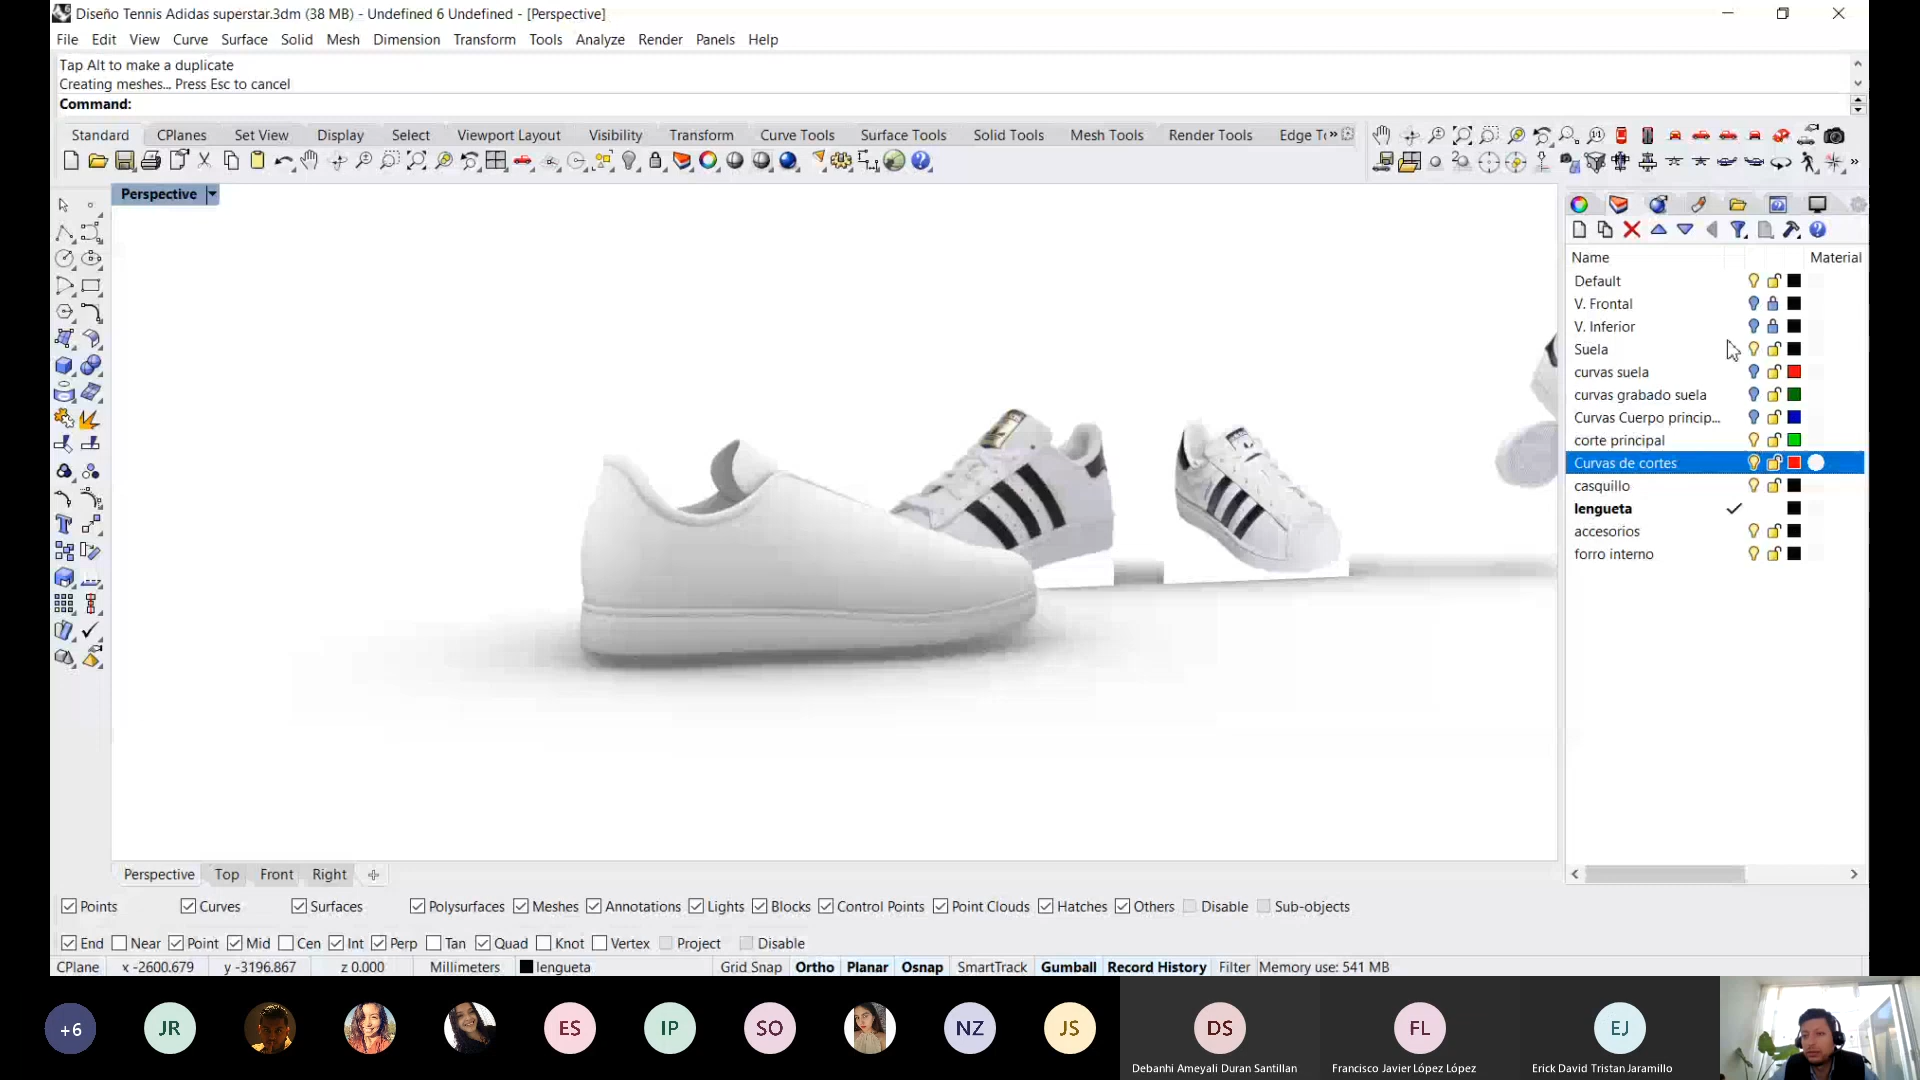 Diseño Tennis Adidas superstar.3dm (38 MB) - Undefined 6 Undefined - [Perspective]
File Edit View Curve Surface Solid Mesh Dimension Transform Tools Analyze Render Panels Help
Tap Alt to make a duplicate
Creating meshes... Press Esc to cancel
Command:
Standard CPlanes Set View Display Select Viewport Layout Visibility Transform Curve Tools Surface Tools Solid Tools Mesh Tools Render Tools Edge To
Perspective
Name Material
Default
V. Frontal
V. Inferior
Suela
curvas suela
curvas grabado suela
Curvas Cuerpo princip...
corte principal
Curvas de cortes
casquillo
lengueta
accesorios
forro interno
Perspective Top Front Right
Points Curves Surfaces Polysurfaces Meshes Annotations Lights Blocks Control Points Point Clouds Hatches Others Disable Sub-objects
End Near Point Mid Cen Int Perp Tan Quad Knot Vertex Project Disable
CPlane x -2600.679 y -3196.867 z 0.000 Millimeters lengueta Grid Snap Ortho Planar Osnap SmartTrack Gumball Record History Filter Memory use: 541 MB
+6 JR ES IP SO NZ JS DS FL EJ
Debanhi Ameyali Duran Santillan Francisco Javier López López Erick David Tristan Jaramillo